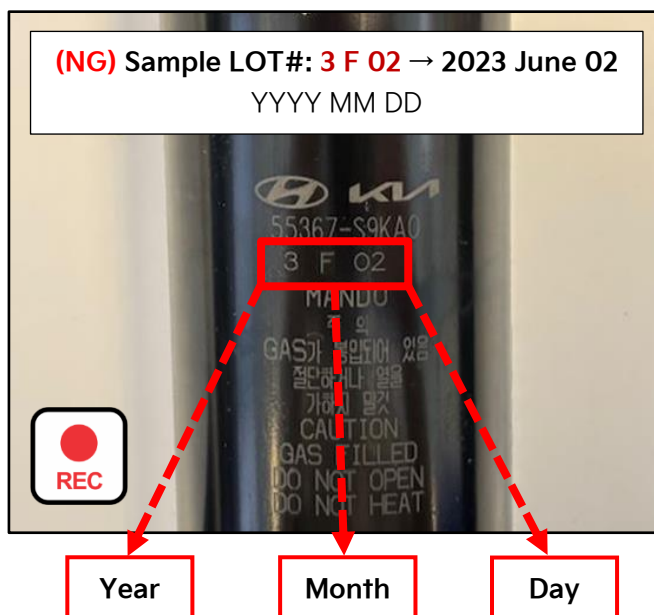 (NG) Sample LOT#: 3 F 02 → 2023 June 02
YYYY MM DD
HYUNDAI KIA
55367-S9KA0
3 F 02
MANDO
주 의
GAS가 봉입되어 있음
절단하거나 열을
가하지 말것
CAUTION
GAS FILLED
DO NOT OPEN
DO NOT HEAT
REC
Year
Month
Day